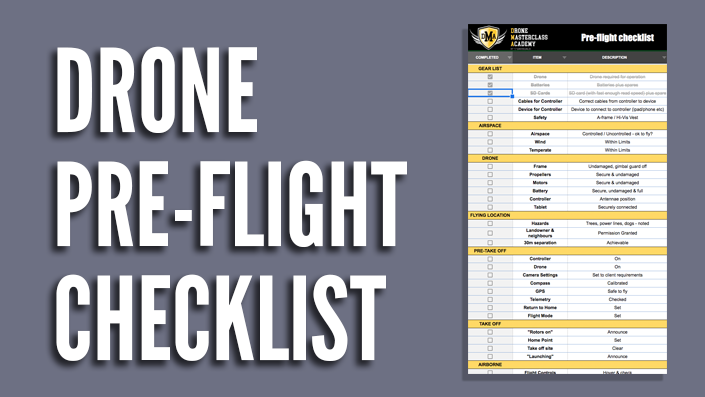 DRONE
PRE-FLIGHT
CHECKLIST
DMA
DRONE
MASTERCLASS
ACADEMY
Pre-flight checklist
COMPLETED ITEM DESCRIPTION
GEAR LIST
Drone Drone required for operation
Batteries Batteries plus spares
SD Cards SD card (with fast enough read speed) plus spare
Cables for Controller Correct cables from controller to device
Device for Controller Device to connect to controller (ipad/phone etc)
Safety A-frame / Hi-Vis Vest
AIRSPACE
Airspace Controlled / Uncontrolled - ok to fly?
Wind Within Limits
Temperate Within Limits
DRONE
Frame Undamaged, gimbal guard off
Propellers Secure & undamaged
Motors Secure & undamaged
Battery Secure, undamaged & full
Controller Antennas position
Tablet Securely connected
FLYING LOCATION
Hazards Trees, power lines, dogs - noted
Landowner & neighbours Permission Granted
30m separation Achievable
PRE-TAKE OFF
Controller On
Drone On
Camera Settings Set to client requirements
Compass Calibrated
GPS Safe to fly
Telemetry Checked
Return to Home Set
Flight Mode Set
TAKE OFF
"Rotors on" Announce
Home Point Set
Take off site Clear
"Launching" Announce
AIRBORNE
Flight Controls Hover & check